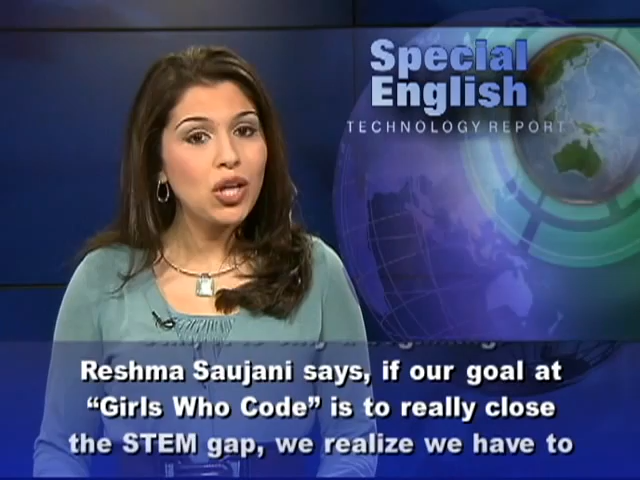 Special
English
TECHNOLOGY REPORT
Reshma Saujani says, if our goal at
“Girls Who Code” is to really close
the STEM gap, we realize we have to